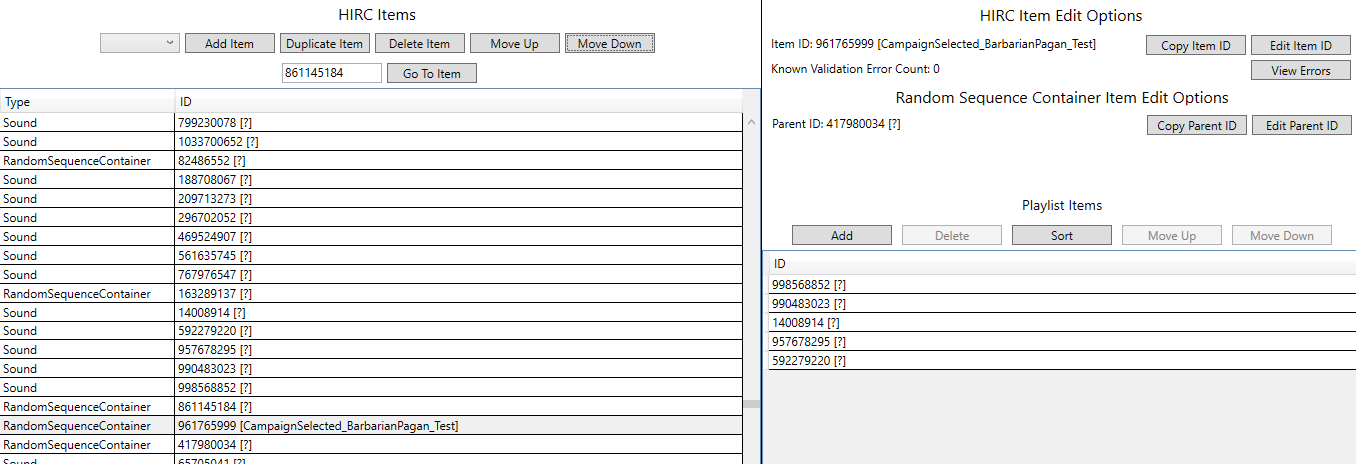 HIRC Items
Add Item Duplicate Item Delete Item Move Up Move Down
861145184 Go To Item
Type ID
Sound 799230078 [?]
Sound 1033700652 [?]
RandomSequenceContainer 82486552 [?]
Sound 188708067 [?]
Sound 209713273 [?]
Sound 296702052 [?]
Sound 469524907 [?]
Sound 561635745 [?]
Sound 767976547 [?]
RandomSequenceContainer 163289137 [?]
Sound 14008914 [?]
Sound 592279220 [?]
Sound 957678295 [?]
Sound 990483023 [?]
Sound 998568852 [?]
RandomSequenceContainer 861145184 [?]
RandomSequenceContainer 961765999 [CampaignSelected_BarbarianPagan_Test]
RandomSequenceContainer 417980034 [?]
Sound 65705041 [?]
HIRC Item Edit Options
Item ID: 961765999 [CampaignSelected_BarbarianPagan_Test] Copy Item ID Edit Item ID
Known Validation Error Count: 0 View Errors
Random Sequence Container Item Edit Options
Parent ID: 417980034 [?] Copy Parent ID Edit Parent ID
Playlist Items
Add Delete Sort Move Up Move Down
ID
998568852 [?]
990483023 [?]
14008914 [?]
957678295 [?]
592279220 [?]